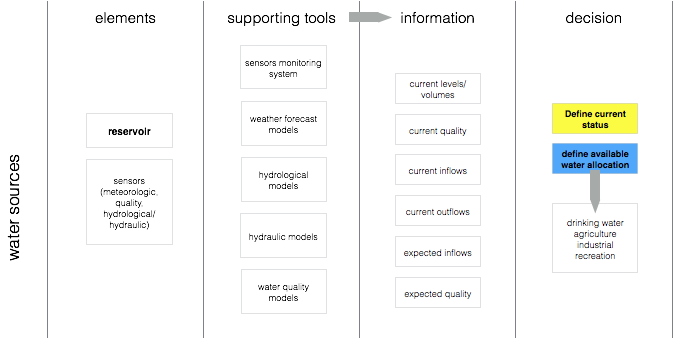 elements
supporting tools
information
decision
water sources
reservoir
sensors
(meteorologic,
quality,
hydrological/
hydraulic)
sensors monitoring
system
weather forecast
models
hydrological
models
hydraulic models
water quality
models
current levels/
volumes
current quality
current inflows
current outflows
expected inflows
expected quality
Define current
status
define available
water allocation
drinking water
agriculture
industrial
recreation